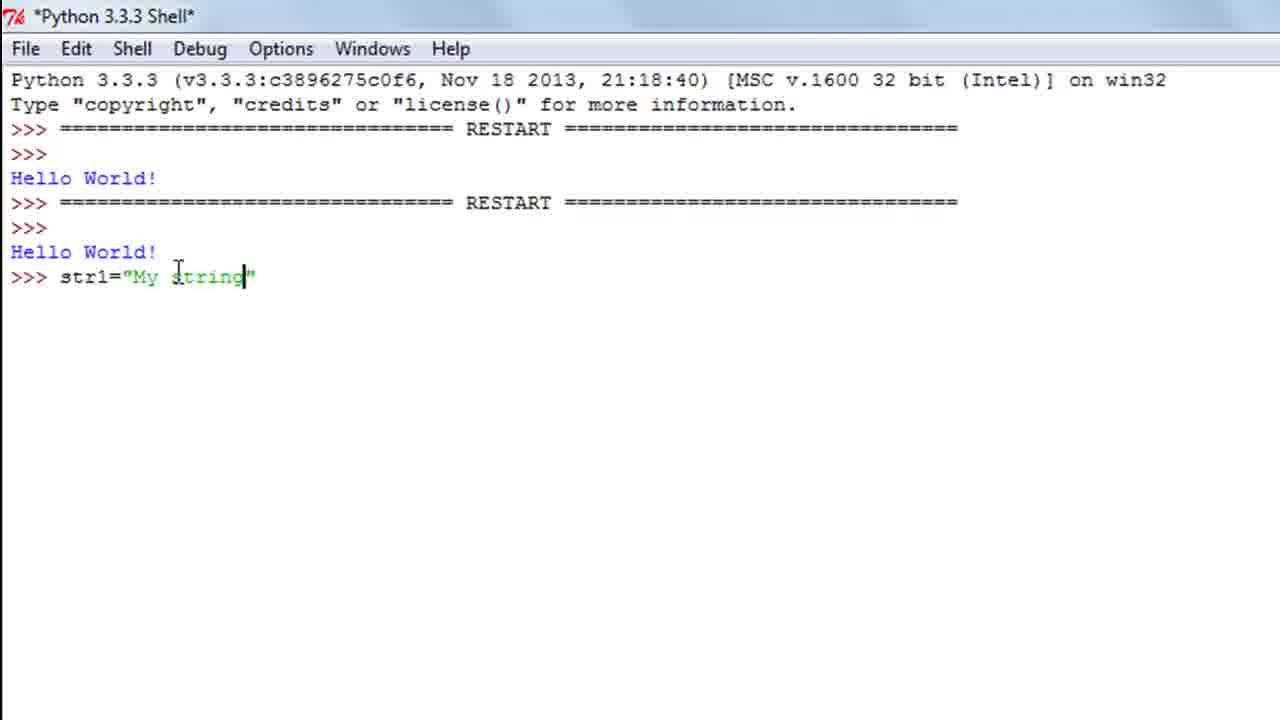 *Python 3.3.3 Shell*
File Edit Shell Debug Options Windows Help
Python 3.3.3 (v3.3.3:c3896275c0f6, Nov 18 2013, 21:18:40) [MSC v.1600 32 bit (Intel)] on win32
Type "copyright", "credits" or "license()" for more information.
>>> ================================ RESTART ================================
>>>
Hello World!
>>> ================================ RESTART ================================
>>>
Hello World!
>>> str1="My string"